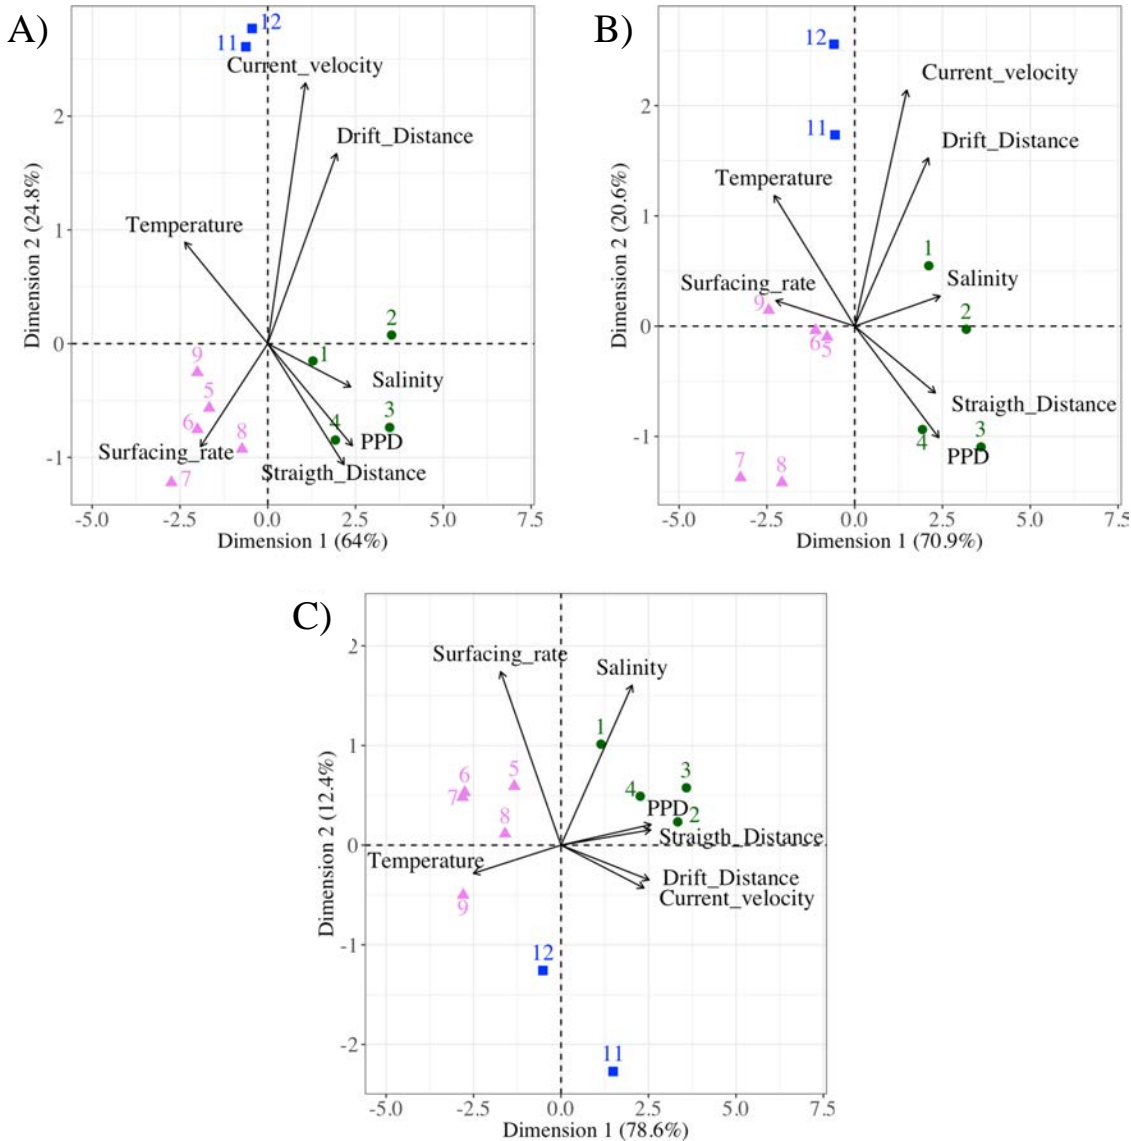 A)
12
11
Current_velocity
2
Drift_Distance
Temperature
1
Dimension 2 (24.8%)
2
0
1
9
Salinity
5
3
6
4
8
PPD
Surfacing_rate
-1
Straigth_Distance
7
-5.0 -2.5 0.0 2.5 5.0 7.5
Dimension 1 (64%)
B)
12
Current_velocity
2
11
Drift_Distance
Temperature
1
Dimension 2 (20.6%)
1
Surfacing_rate
Salinity
9
2
0
6 5
Straigth_Distance
-1
4
3
PPD
7 8
-5.0 -2.5 0.0 2.5 5.0 7.5
Dimension 1 (70.9%)
C)
2
Surfacing_rate
Salinity
1
1
6 5
3
7
4
PPD
2
8
Straigth_Distance
Dimension 2 (12.4%)
0
Temperature
Drift_Distance
Current_velocity
9
-1
12
-2
11
-5.0 -2.5 0.0 2.5 5.0 7.5
Dimension 1 (78.6%)